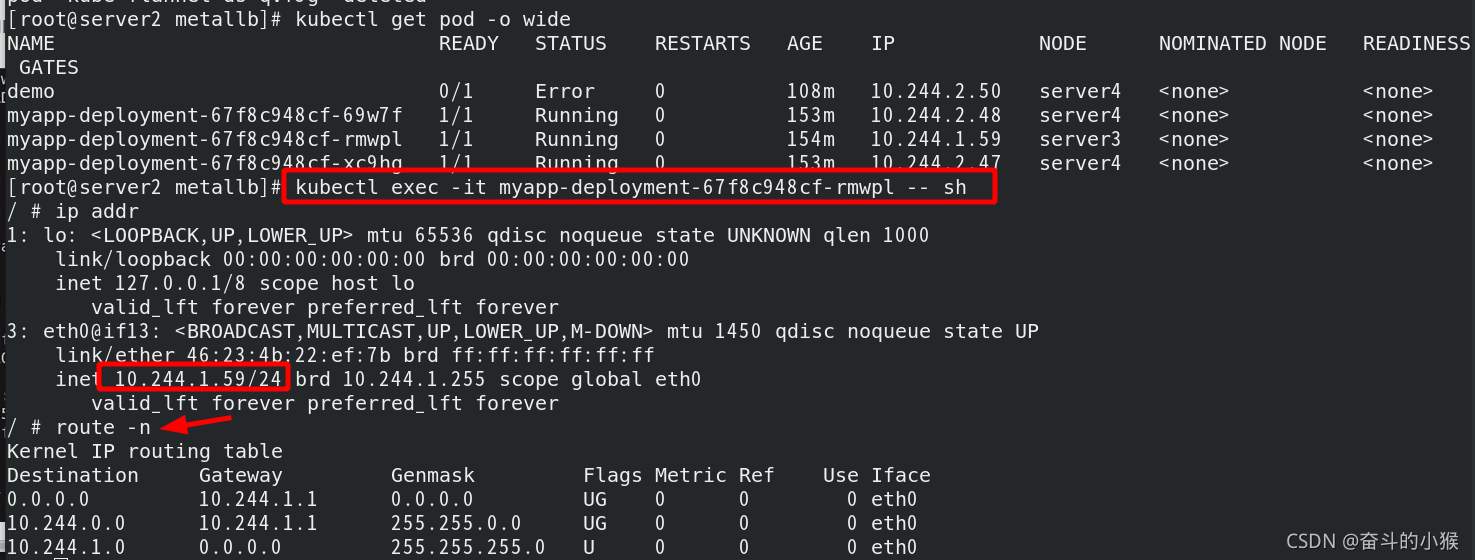 [root@server2 metallb]# kubectl get pod -o wide
NAME READY STATUS RESTARTS AGE IP NODE NOMINATED NODE READINESS
GATES
demo 0/1 Error 0 108m 10.244.2.50 server4 <none> <none>
myapp-deployment-67f8c948cf-69w7f 1/1 Running 0 153m 10.244.2.48 server4 <none> <none>
myapp-deployment-67f8c948cf-rmwpl 1/1 Running 0 154m 10.244.1.59 server3 <none> <none>
myapp-deployment-67f8c948cf-xc9hg 1/1 Running 0 153m 10.244.2.47 server4 <none> <none>
[root@server2 metallb]# kubectl exec -it myapp-deployment-67f8c948cf-rmwpl -- sh
/ # ip addr
1: lo: <LOOPBACK,UP,LOWER_UP> mtu 65536 qdisc noqueue state UNKNOWN qlen 1000
link/loopback 00:00:00:00:00:00 brd 00:00:00:00:00:00
inet 127.0.0.1/8 scope host lo
valid_lft forever preferred_lft forever
3: eth0@if13: <BROADCAST,MULTICAST,UP,LOWER_UP,M-DOWN> mtu 1450 qdisc noqueue state UP
link/ether 46:23:4b:22:ef:7b brd ff:ff:ff:ff:ff:ff
inet 10.244.1.59/24 brd 10.244.1.255 scope global eth0
valid_lft forever preferred_lft forever
/ # route -n
Kernel IP routing table
Destination Gateway Genmask Flags Metric Ref Use Iface
0.0.0.0 10.244.1.1 0.0.0.0 UG 0 0 0 eth0
10.244.0.0 10.244.1.1 255.255.0.0 UG 0 0 0 eth0
10.244.1.0 0.0.0.0 255.255.255.0 U 0 0 0 eth0
CSDN @奋斗的小猴